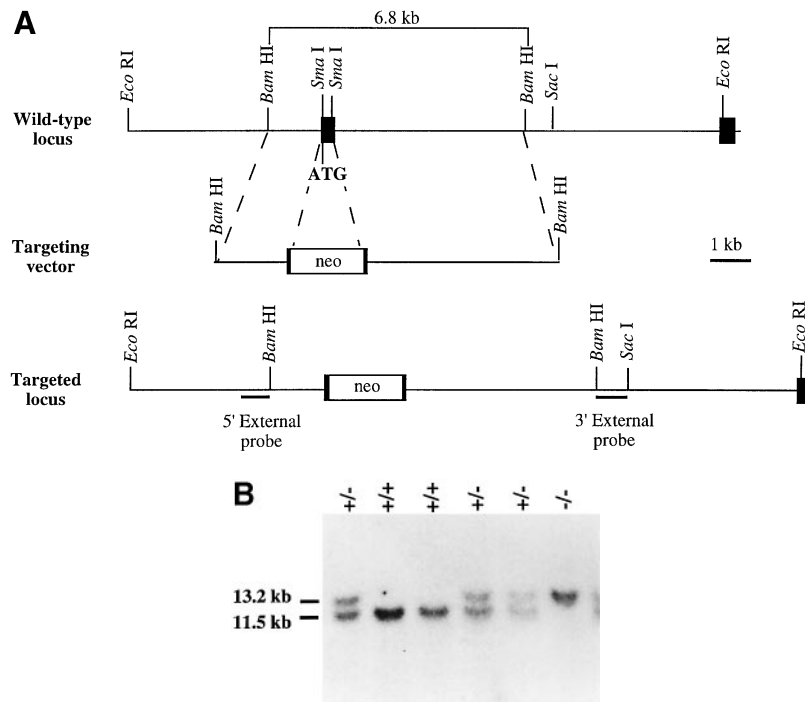 A
6.8 kb
Eco RI
Bam HI
Sma I
Sma I
Bam HI
Sac I
Eco RI
Wild-type
locus
ATG
Bam HI
Bam HI
Targeting
vector
neo
1 kb
Eco RI
Bam HI
Bam HI
Sac I
Eco RI
Targeted
locus
neo
5' External
probe
3' External
probe
B
+/-
+/+
+/+
+/-
+/-
-/-
13.2 kb
11.5 kb